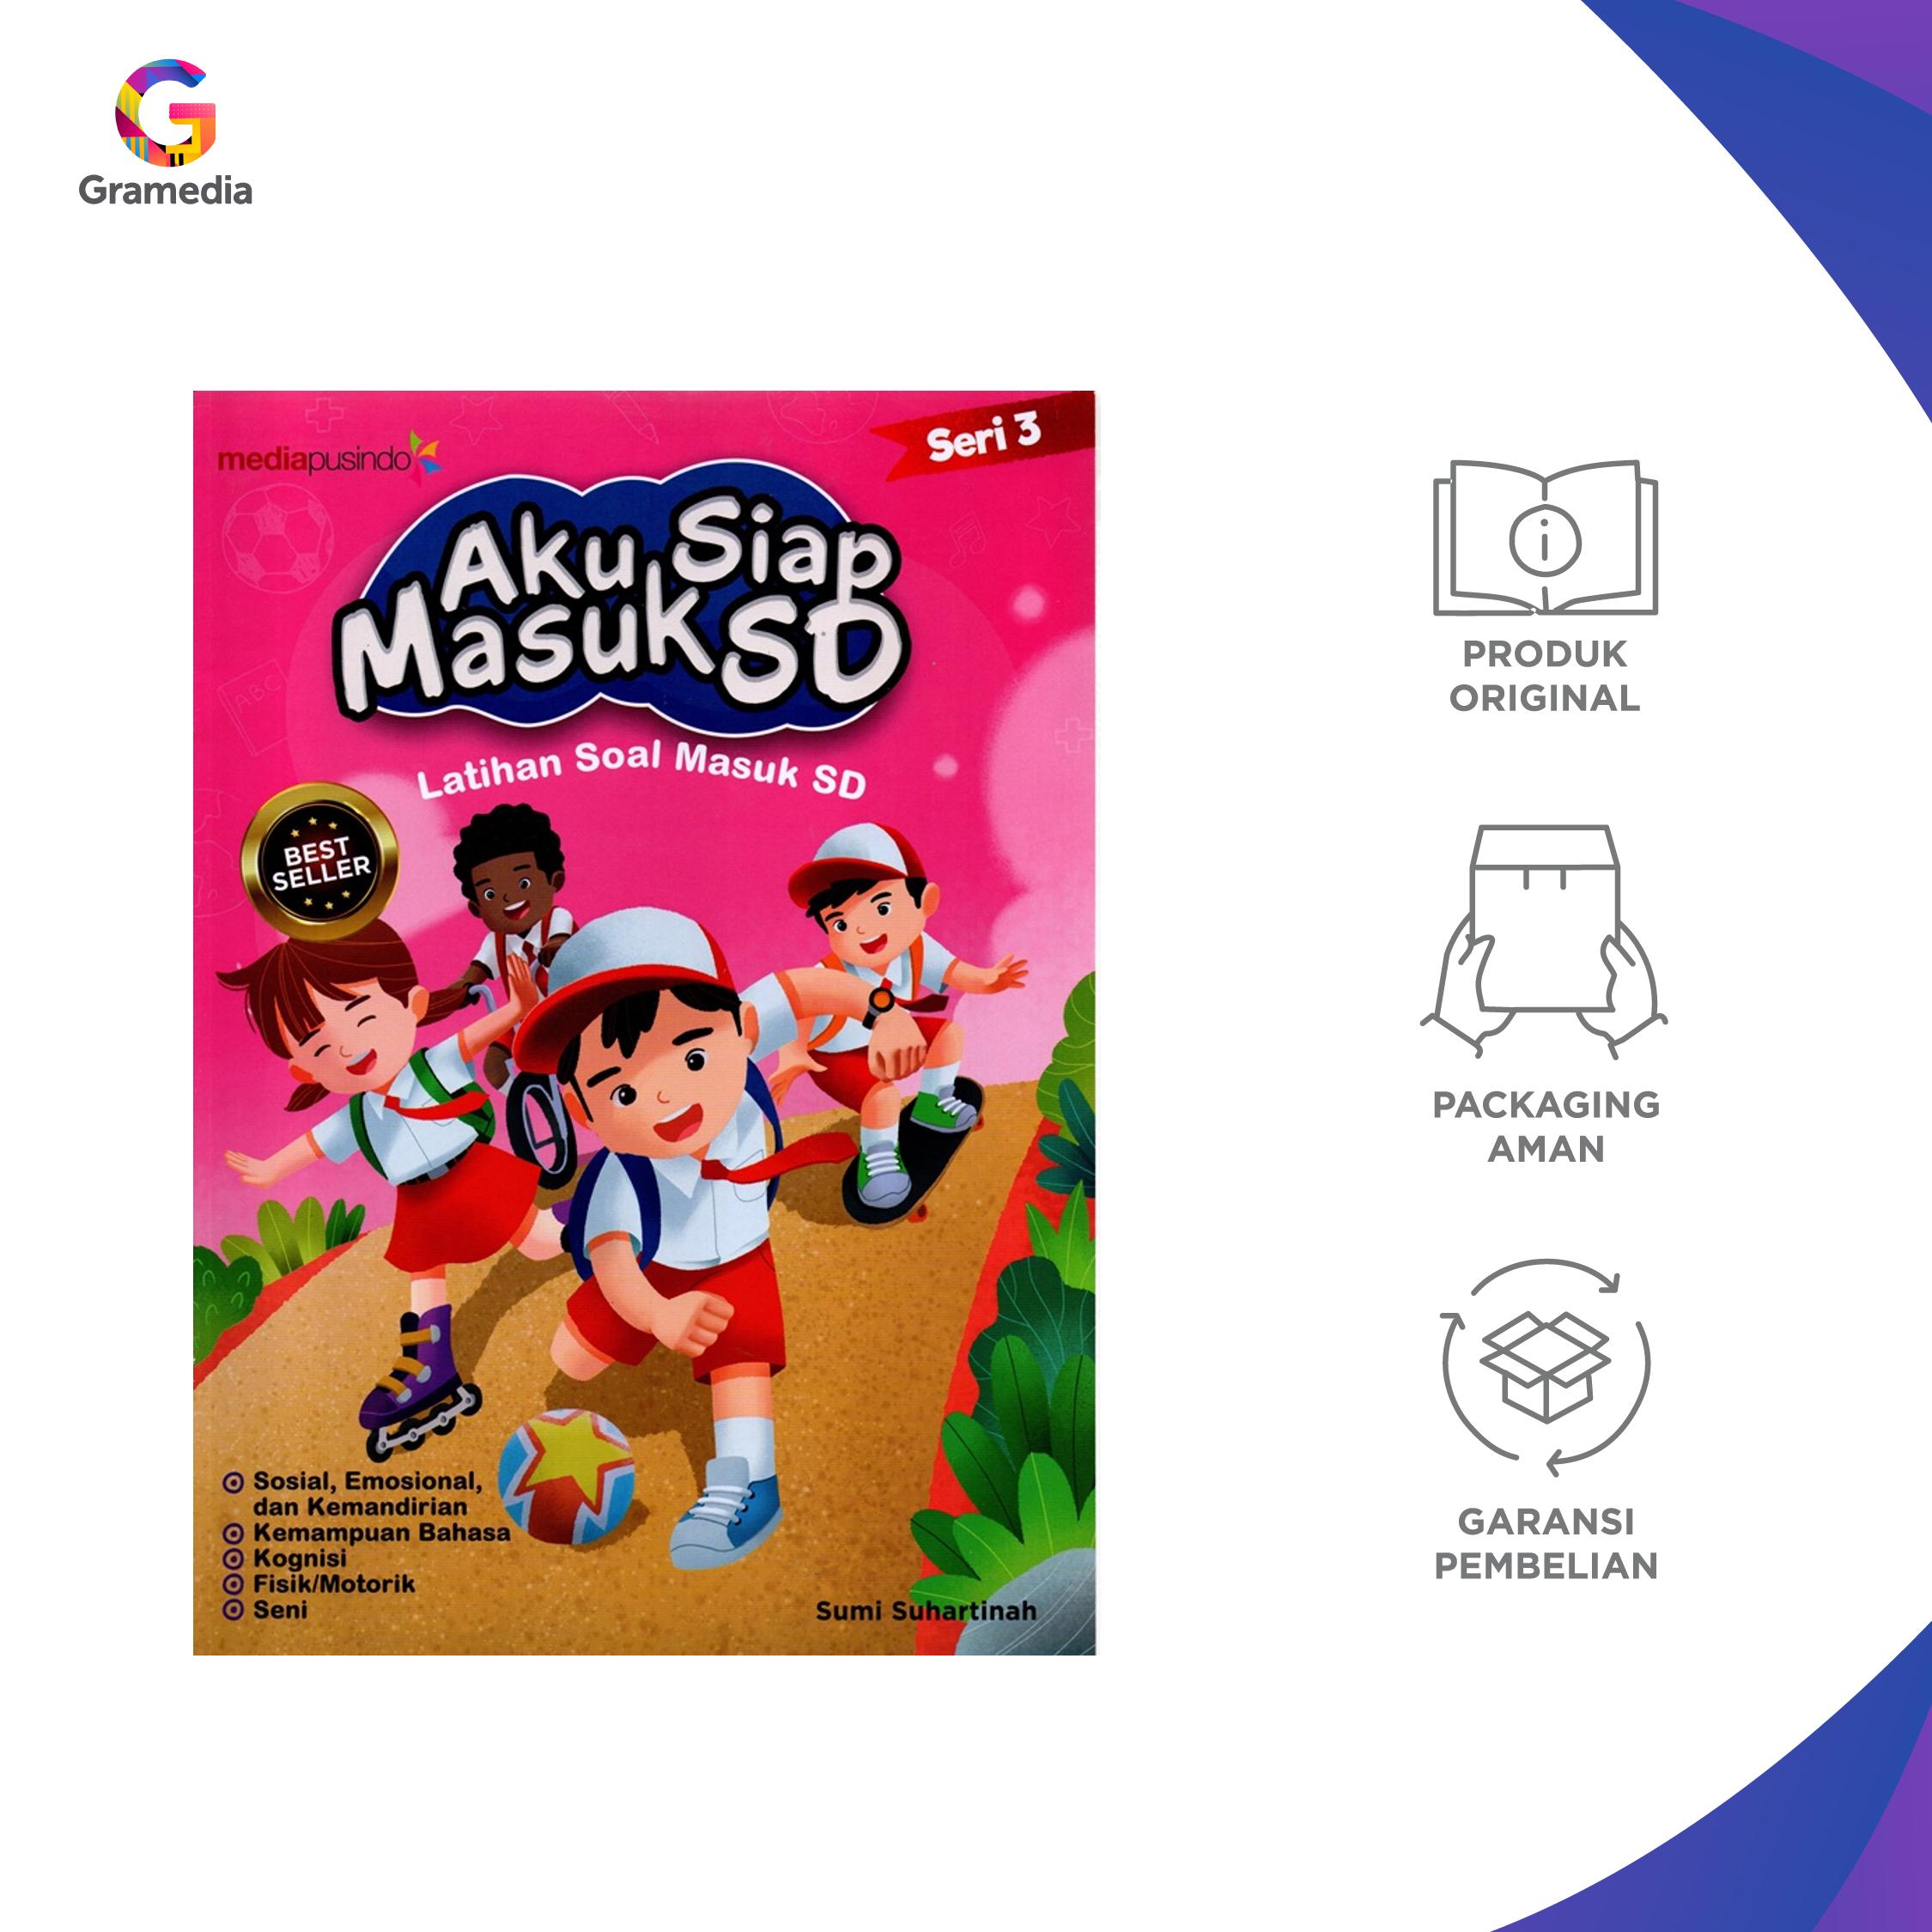 Gramedia
mediapusindo
Seri 3
Aku Siap
Masuk SD
Latihan Soal Masuk SD
BEST
SELLER
ABC
Sosial, Emosional,
dan Kemandirian
Kemampuan Bahasa
Kognisi
Fisik/Motorik
Seni
Sumi Suhartinah
PRODUK
ORIGINAL
PACKAGING
AMAN
GARANSI
PEMBELIAN